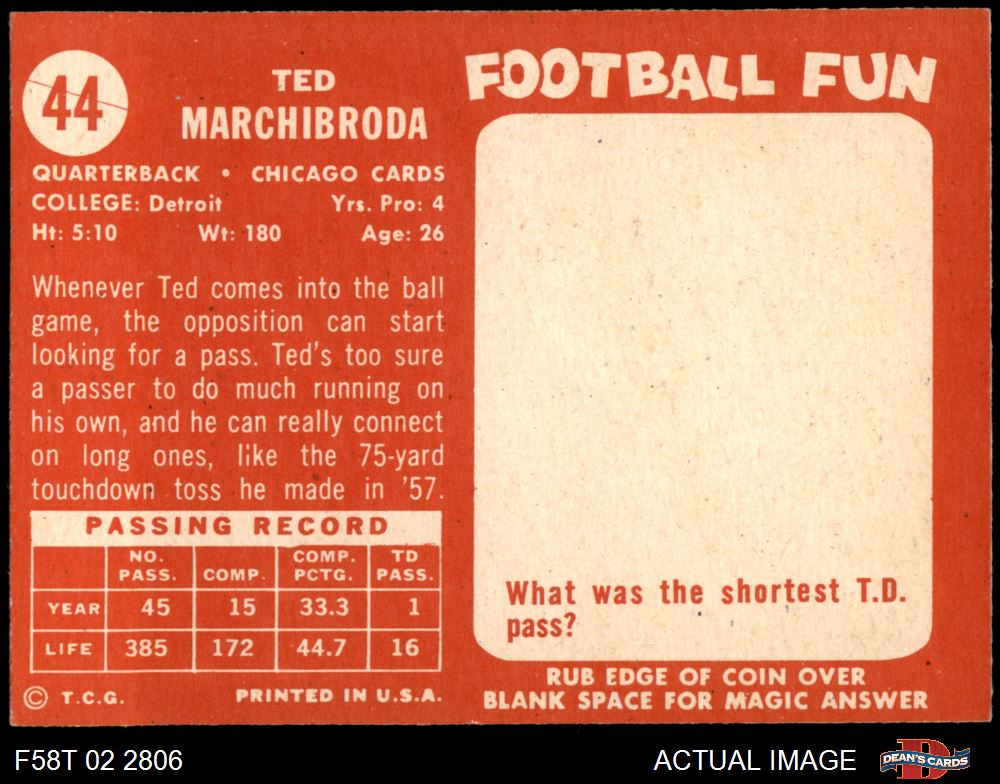 44
TED
MARCHIBRODA
QUARTERBACK • CHICAGO CARDS
COLLEGE: Detroit Yrs. Pro: 4
Ht: 5:10 Wt: 180 Age: 26
Whenever Ted comes into the ball
game, the opposition can start
looking for a pass. Ted's too sure
a passer to do much running on
his own, and he can really connect
on long ones, like the 75-yard
touchdown toss he made in '57.
PASSING RECORD
NO. PASS. COMP. COMP. PCTG. TD PASS.
YEAR 45 15 33.3 1
LIFE 385 172 44.7 16
© T.C.G. PRINTED IN U.S.A.
FOOTBALL FUN
What was the shortest T.D.
pass?
RUB EDGE OF COIN OVER
BLANK SPACE FOR MAGIC ANSWER
F58T 02 2806 ACTUAL IMAGE D DEAN'S CARDS